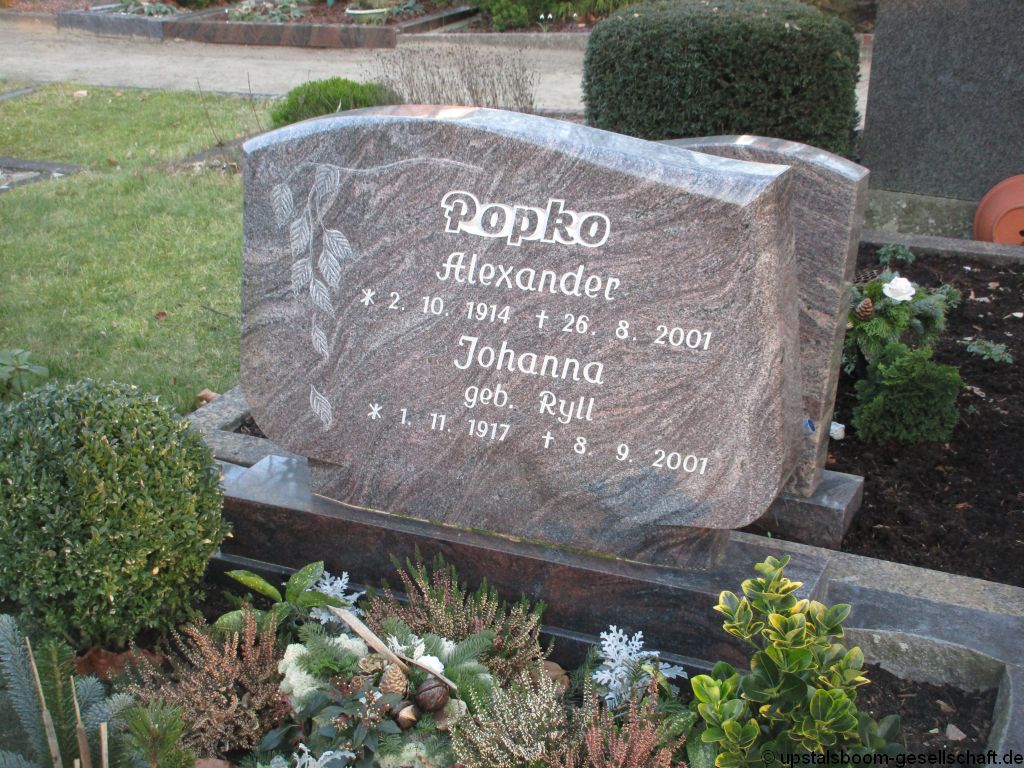 Popko
Alexander
* 2. 10. 1914 † 26. 8. 2001
Johanna
geb. Ryll
* 1. 11. 1917 † 8. 9. 2001
© upstalsboom-gesellschaft.de